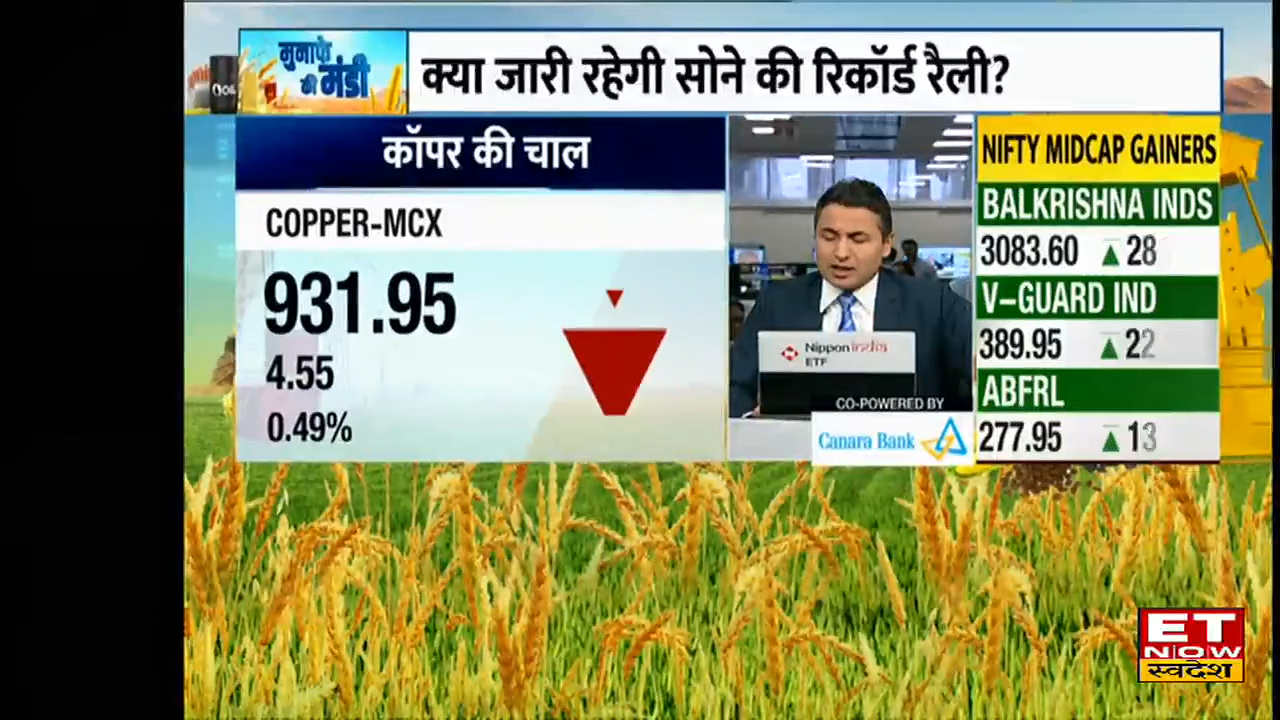 मुनाफे
की मंडी
क्या जारी रहेगी सोने की रिकॉर्ड रैली?
कॉपर की चाल
COPPER-MCX
931.95
4.55
0.49%
Nippon india
ETF
CO-POWERED BY
Canara Bank
NIFTY MIDCAP GAINERS
BALKRISHNA INDS
3083.60 ▲28
V-GUARD IND
389.95 ▲22
ABFRL
277.95 ▲13
ET
NOW
स्वदेश